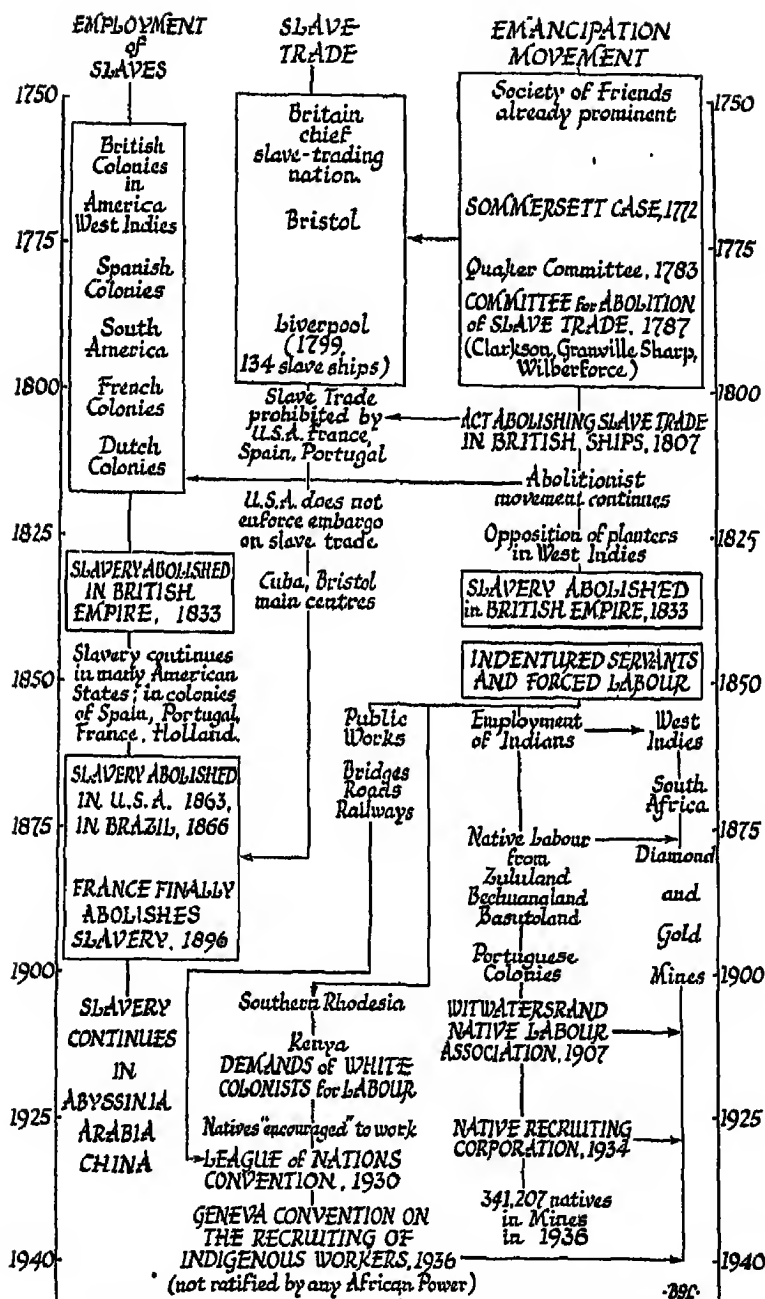 EMPLOYMENT
of
SLAVES
1750
British
Colonies
in
America
West Indies
1775
Spanish
Colonies
South
America
1800
French
Colonies
Dutch
Colonies
1825
SLAVERY ABOLISHED
IN BRITISH
EMPIRE, 1833
Slavery continues
1850
in many American
States; in colonies
of Spain, Portugal,
France, Holland.
SLAVERY ABOLISHED
IN U.S.A. 1863,
1875
IN BRAZIL, 1866
FRANCE FINALLY
ABOLISHES
SLAVERY, 1896
1900
SLAVERY
CONTINUES
IN
ABYSSINIA
1925
ARABIA
CHINA
1940
SLAVE-
TRADE
Britain
chief
slave-trading
nation.
Bristol
Liverpool
(1799,
134 slave ships)
Slave Trade
prohibited by
U.S.A. France,
Spain, Portugal
U.S.A. does not
enforce embargo
on slave trade
Cuba, Bristol
main centres
EMANCIPATION
MOVEMENT
Society of Friends
already prominent
1750
SOMMERSETT CASE, 1772
1775
Quaker Committee, 1783
COMMITTEE for ABOLITION
of SLAVE TRADE, 1787
(Clarkson, Granville Sharp,
Wilberforce)
1800
ACT ABOLISHING SLAVE TRADE
IN BRITISH SHIPS, 1807
Abolitionist
movement continues
Opposition of planters
in West Indies
1825
SLAVERY ABOLISHED
in BRITISH EMPIRE, 1833
INDENTURED SERVANTS
AND FORCED LABOUR
1850
Public
Works
Bridges
Roads
Railways
Employment
of Indians
West
Indies
South
Africa
1875
Native Labour
from
Zululand
Bechuanaland
Basutoland
Portuguese
Colonies
Diamond
and
Gold
Mines
1900
Southern Rhodesia
Kenya
DEMANDS of WHITE
COLONISTS for LABOUR
Natives "encouraged" to work
LEAGUE of NATIONS
CONVENTION, 1930
GENEVA CONVENTION ON
THE RECRUITING OF
INDIGENOUS WORKERS, 1936
(not ratified by any African Power)
WITWATERSRAND
NATIVE LABOUR
ASSOCIATION, 1907
1925
NATIVE RECRUITING
CORPORATION, 1934
341,207 natives
in Mines
in 1936
1940